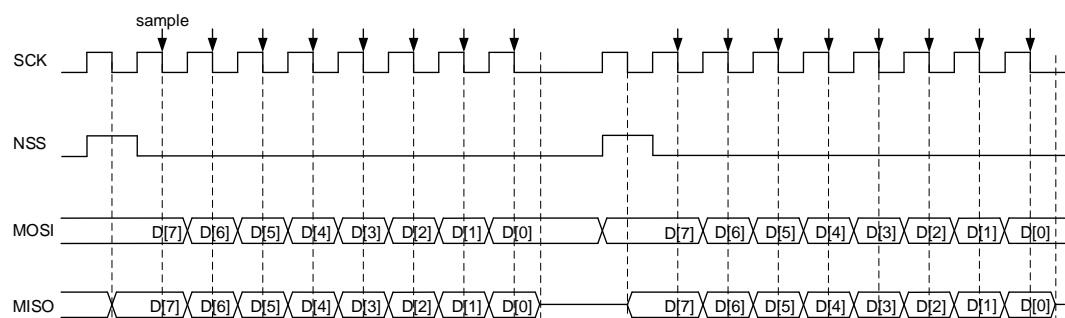 sample
SCK
NSS
MOSI D[7] D[6] D[5] D[4] D[3] D[2] D[1] D[0] D[7] D[6] D[5] D[4] D[3] D[2] D[1] D[0]
MISO D[7] D[6] D[5] D[4] D[3] D[2] D[1] D[0] D[7] D[6] D[5] D[4] D[3] D[2] D[1] D[0]